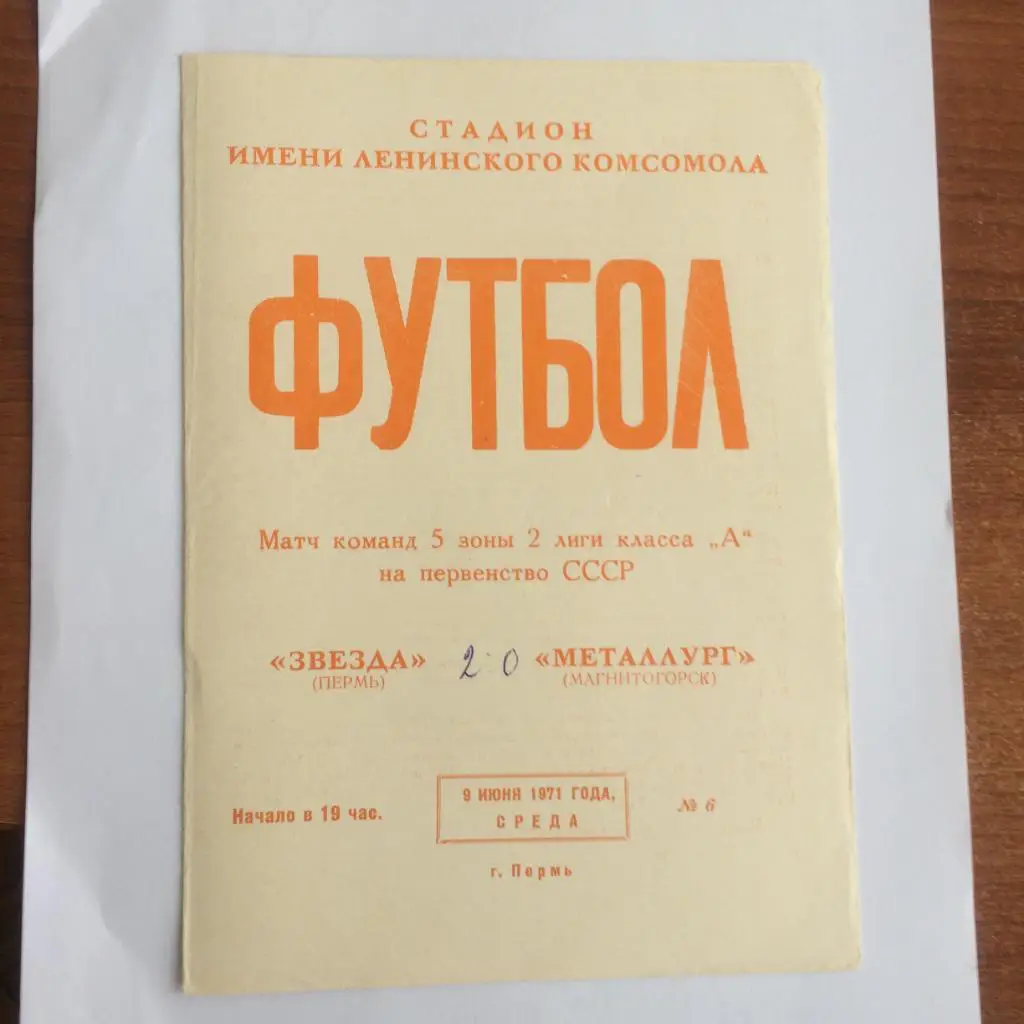 СТАДИОН
ИМЕНИ ЛЕНИНСКОГО КОМСОМОЛА
ФУТБОЛ
Матч команд 5 зоны 2 лиги класса „А“
на первенство СССР
«ЗВЕЗДА» 2:0 «МЕТАЛЛУРГ»
(ПЕРМЬ) (МАГНИТОГОРСК)
Начало в 19 час.
9 ИЮНЯ 1971 ГОДА,
СРЕДА
№ 6
г. Пермь